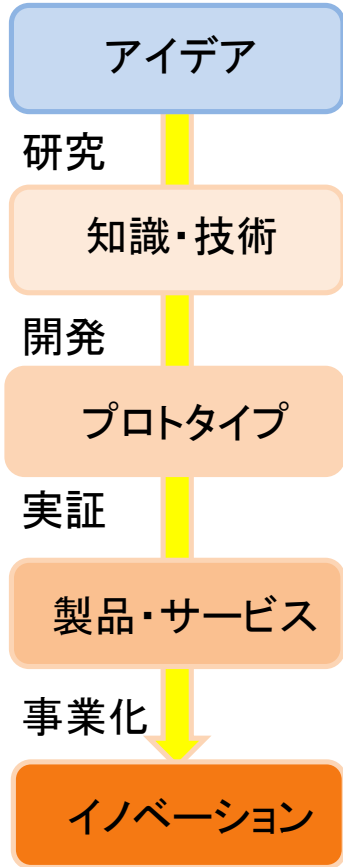 アイデア
研究
知識・技術
開発
プロトタイプ
実証
製品・サービス
事業化
イノベーション